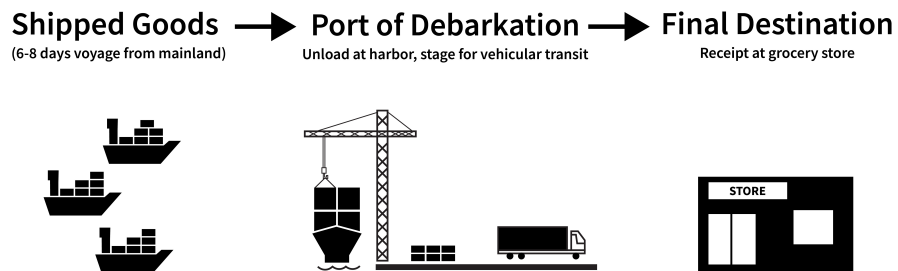 Shipped Goods
(6-8 days voyage from mainland)
Port of Debarkation
Unload at harbor, stage for vehicular transit
Final Destination
Receipt at grocery store
STORE